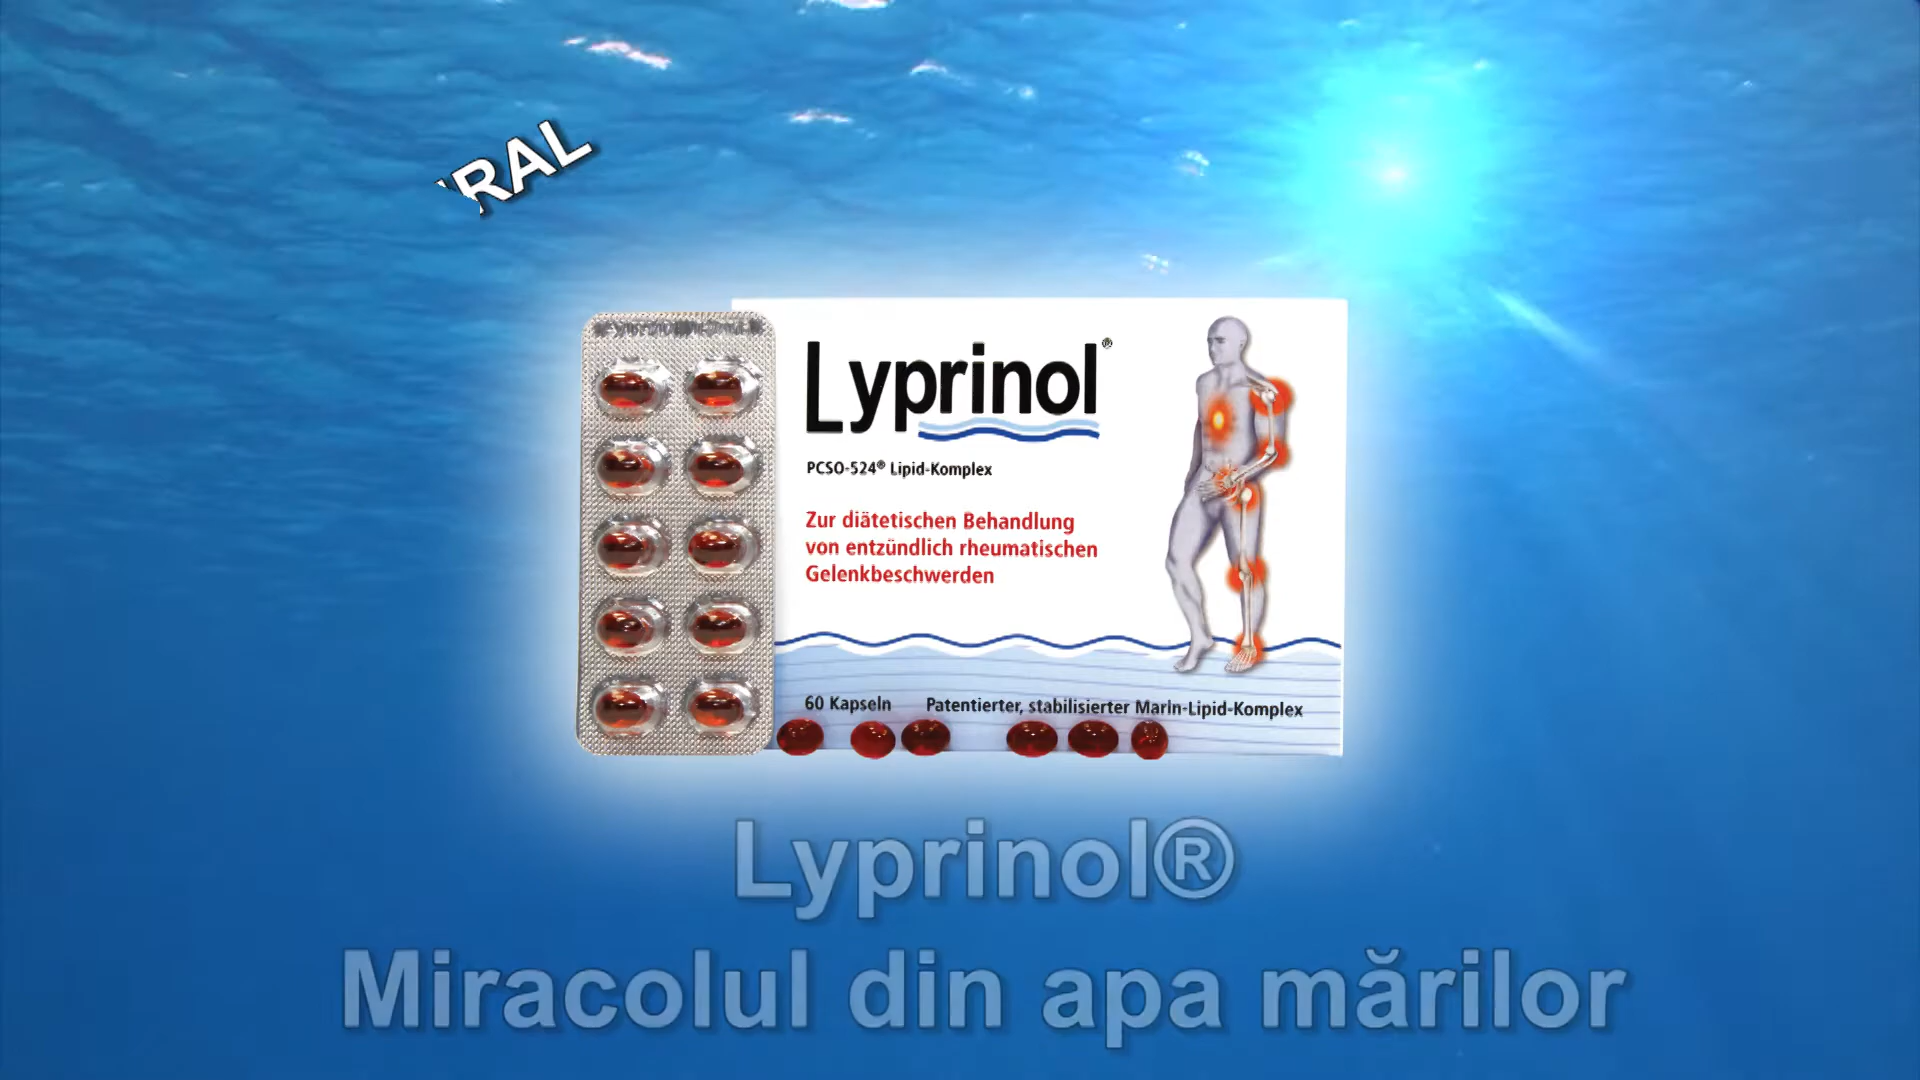 Lyprinol®
PCSO-524® Lipid-Komplex
Zur diätetischen Behandlung
von entzündlich rheumatischen
Gelenkbeschwerden
60 Kapseln Patentierter, stabilisierter Marin-Lipid-Komplex
Lyprinol®
Miracolul din apa mărilor